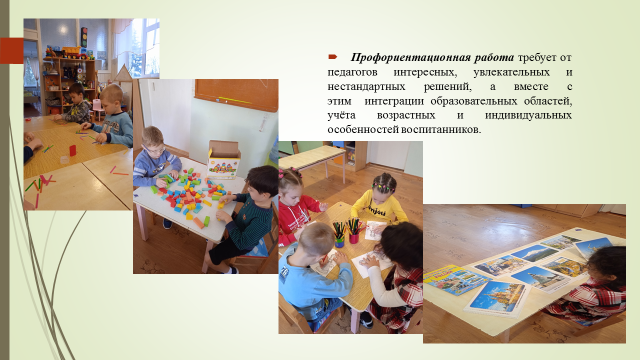 Профориентационная работа требует от
педагогов интересных, увлекательных и
нестандартных решений, а вместе с
этим интеграции образовательных областей,
учёта возрастных и индивидуальных
особенностей воспитанников.